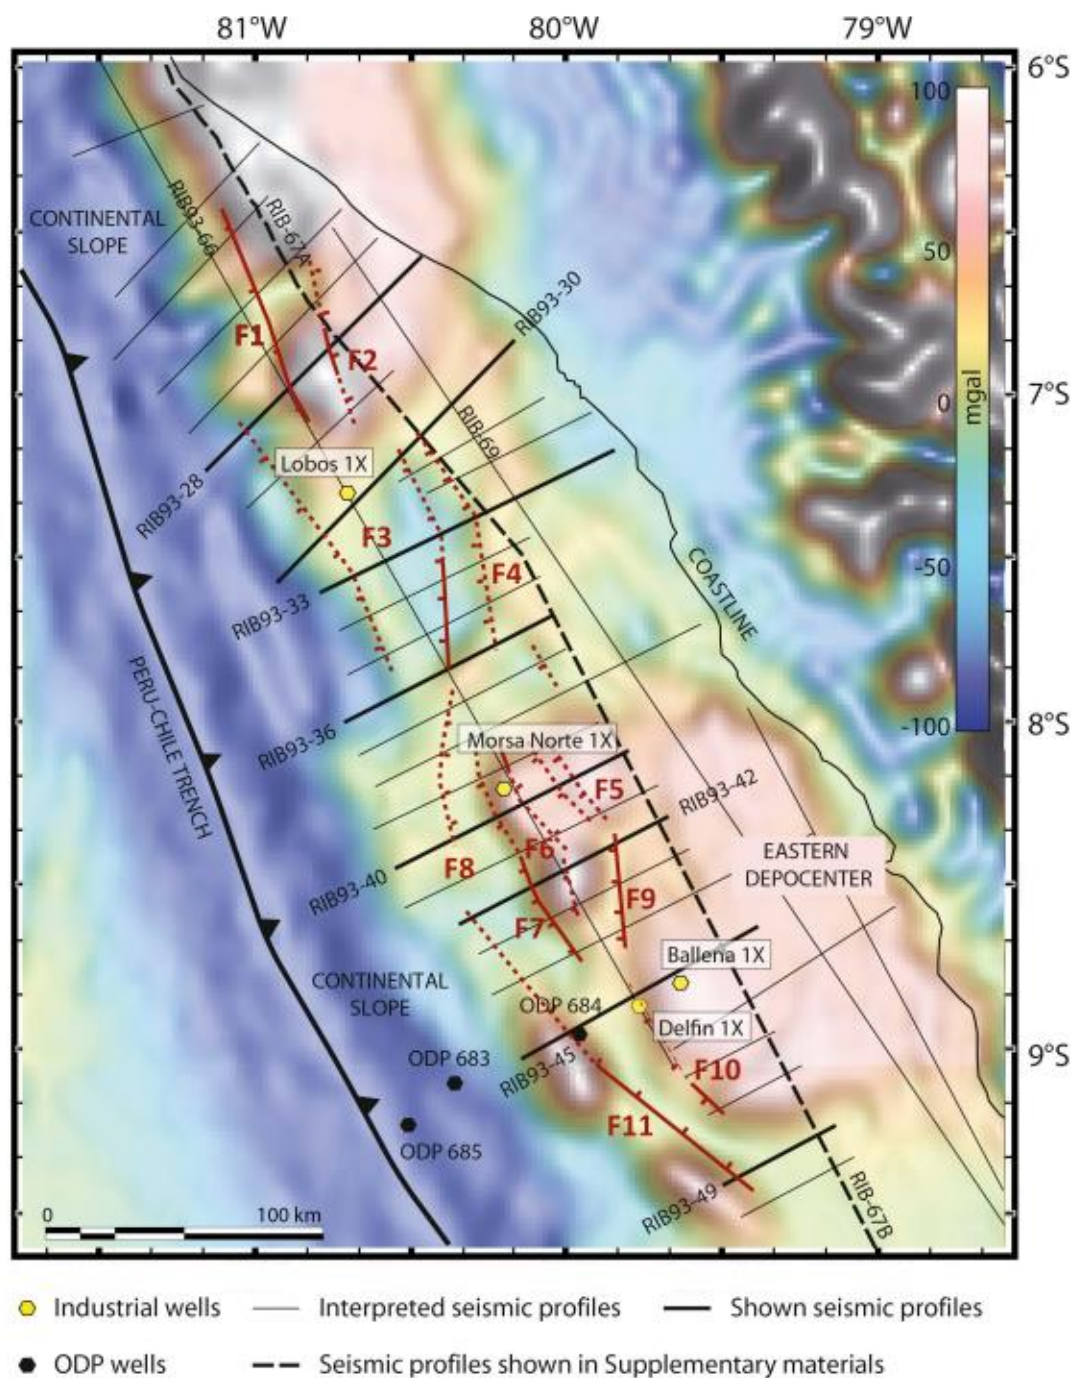 81°W 80°W 79°W
6°S
100
RIB93-66
RIB-67A
CONTINENTAL
SLOPE
50
RIB93-30
F1
F2
7°S
0
mgal
RIB-69
Lobos 1X
RIB93-28
F3
F4
-50
COASTLINE
RIB93-33
PERU-CHILE TRENCH
-100
8°S
RIB93-36
Morsa Norte 1X
F5
RIB93-42
F6
EASTERN
DEPOCENTER
F8
RIB93-40
F9
F7
Ballena 1X
CONTINENTAL
SLOPE
ODP 684
Delfin 1X
9°S
ODP 683
RIB93-45
F10
F11
ODP 685
RIB93-49
RIB-67B
0 100 km
Industrial wells Interpreted seismic profiles Shown seismic profiles
ODP wells Seismic profiles shown in Supplementary materials